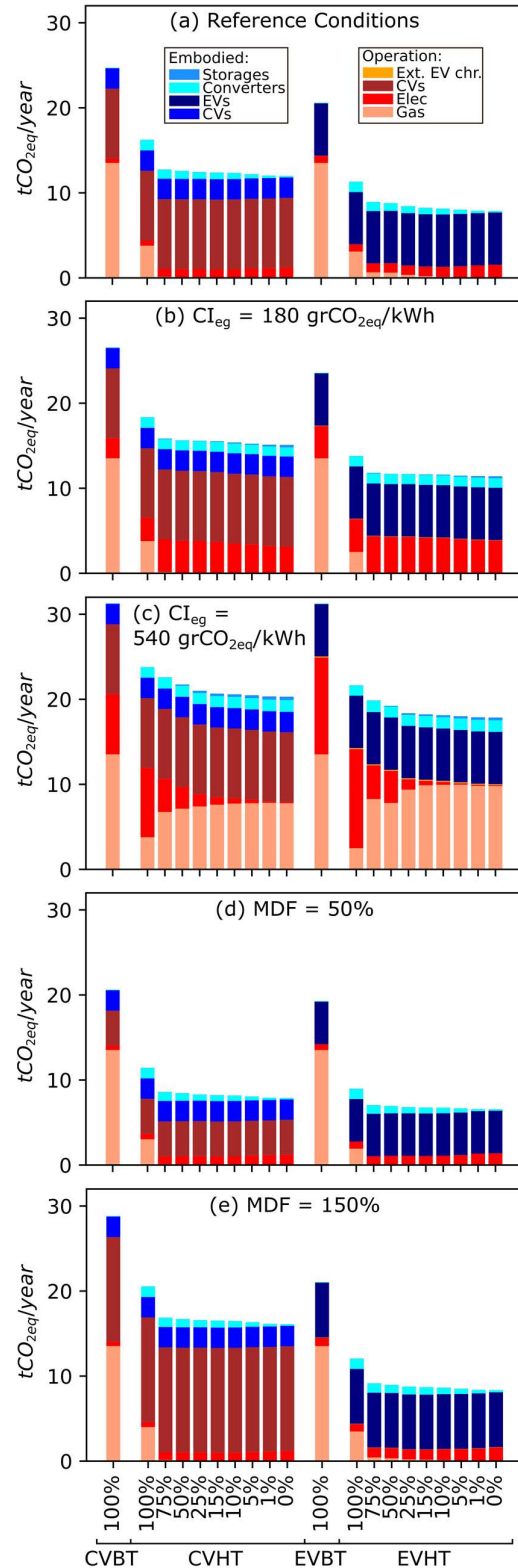 (a) Reference Conditions
30
20
10
0
tCO2eq/year
Embodied:
Storages
Converters
EVs
CVs
Operation:
Ext. EV chr.
CVs
Elec
Gas
(b) CIeg = 180 grCO2eq/kWh
30
20
10
0
tCO2eq/year
(c) CIeg =
540 grCO2eq/kWh
30
20
10
0
tCO2eq/year
(d) MDF = 50%
30
20
10
0
tCO2eq/year
(e) MDF = 150%
30
20
10
0
tCO2eq/year
100% 100% 75% 50% 25% 15% 10% 5% 1% 0% 100% 100% 75% 50% 25% 15% 10% 5% 1% 0%
CVBT CVHT EVBT EVHT